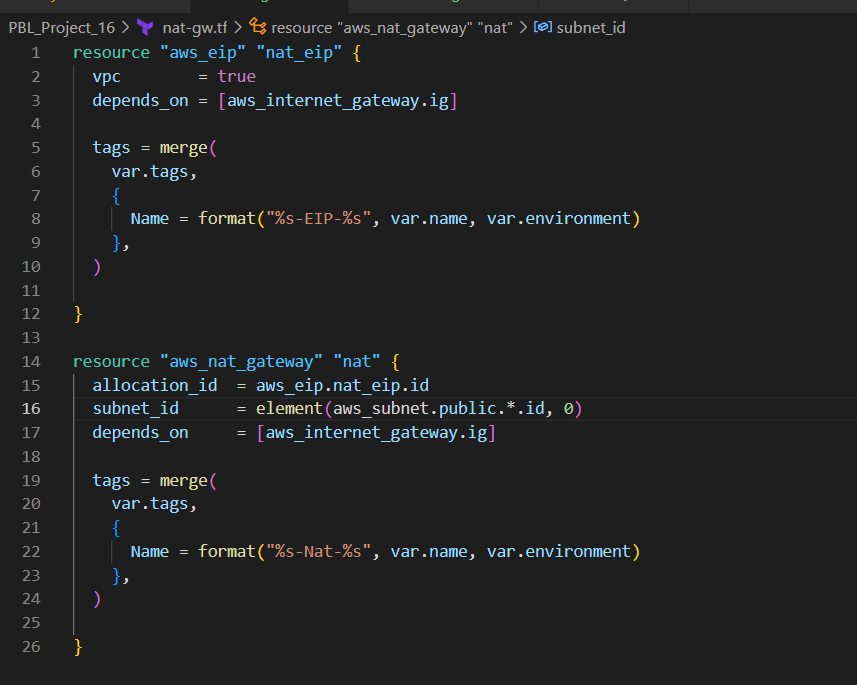 PBL_Project_16 > nat-gw.tf > resource "aws_nat_gateway" "nat" > subnet_id
1 resource "aws_eip" "nat_eip" {
2   vpc        = true
3   depends_on = [aws_internet_gateway.ig]
4
5   tags = merge(
6     var.tags,
7     {
8       Name = format("%s-EIP-%s", var.name, var.environment)
9     },
10   )
11
12 }
13
14 resource "aws_nat_gateway" "nat" {
15   allocation_id  = aws_eip.nat_eip.id
16   subnet_id      = element(aws_subnet.public.*.id, 0)
17   depends_on     = [aws_internet_gateway.ig]
18
19   tags = merge(
20     var.tags,
21     {
22       Name = format("%s-Nat-%s", var.name, var.environment)
23     },
24   )
25
26 }